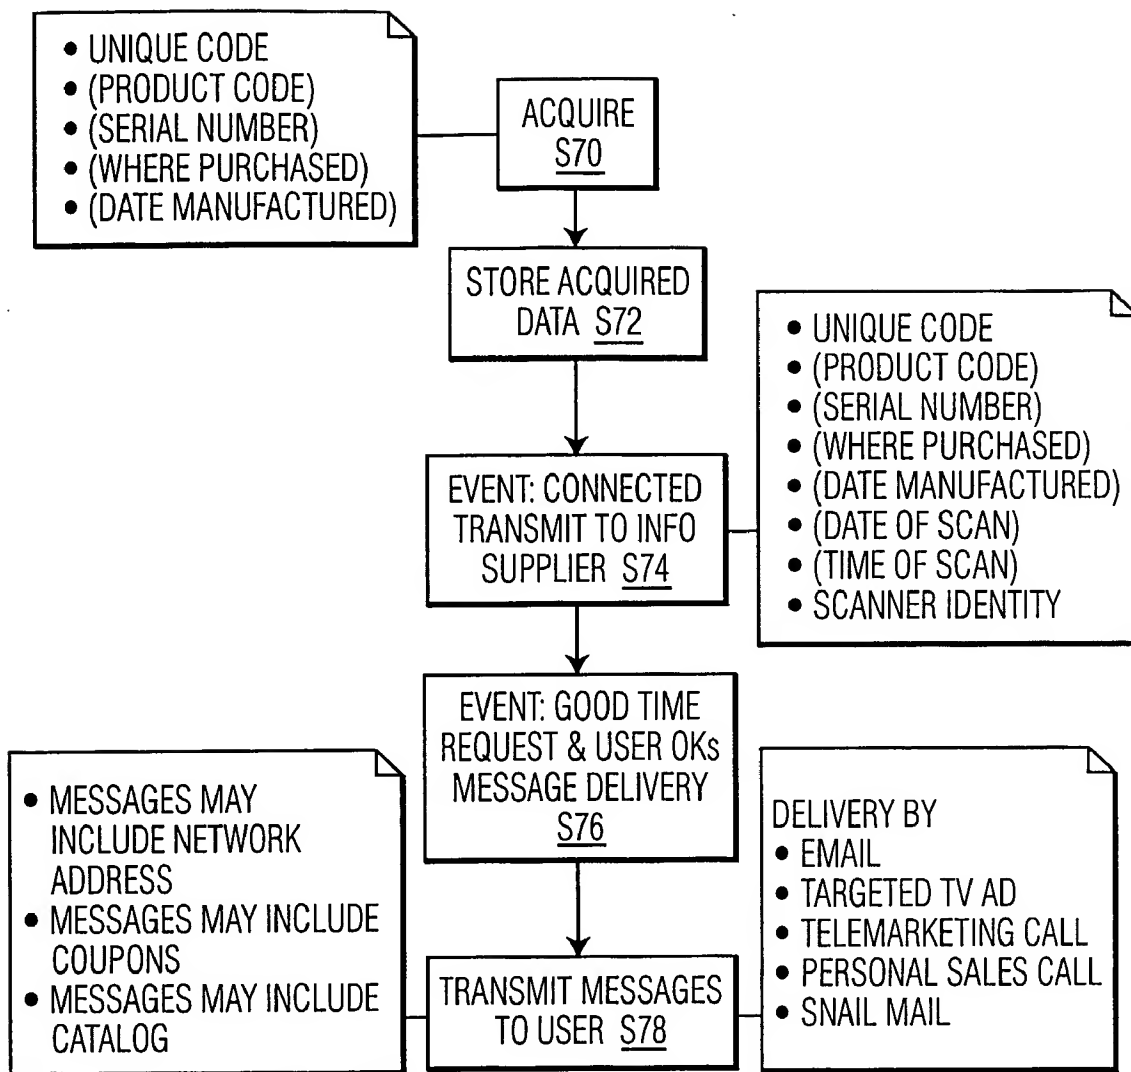 • UNIQUE CODE
• (PRODUCT CODE)
• (SERIAL NUMBER)
• (WHERE PURCHASED)
• (DATE MANUFACTURED)
ACQUIRE
S70
STORE ACQUIRED
DATA S72
• UNIQUE CODE
• (PRODUCT CODE)
• (SERIAL NUMBER)
• (WHERE PURCHASED)
• (DATE MANUFACTURED)
• (DATE OF SCAN)
• (TIME OF SCAN)
• SCANNER IDENTITY
EVENT: CONNECTED
TRANSMIT TO INFO
SUPPLIER S74
EVENT: GOOD TIME
REQUEST & USER OKs
MESSAGE DELIVERY
S76
• MESSAGES MAY
INCLUDE NETWORK
ADDRESS
• MESSAGES MAY INCLUDE
COUPONS
• MESSAGES MAY INCLUDE
CATALOG
TRANSMIT MESSAGES
TO USER S78
DELIVERY BY
• EMAIL
• TARGETED TV AD
• TELEMARKETING CALL
• PERSONAL SALES CALL
• SNAIL MAIL